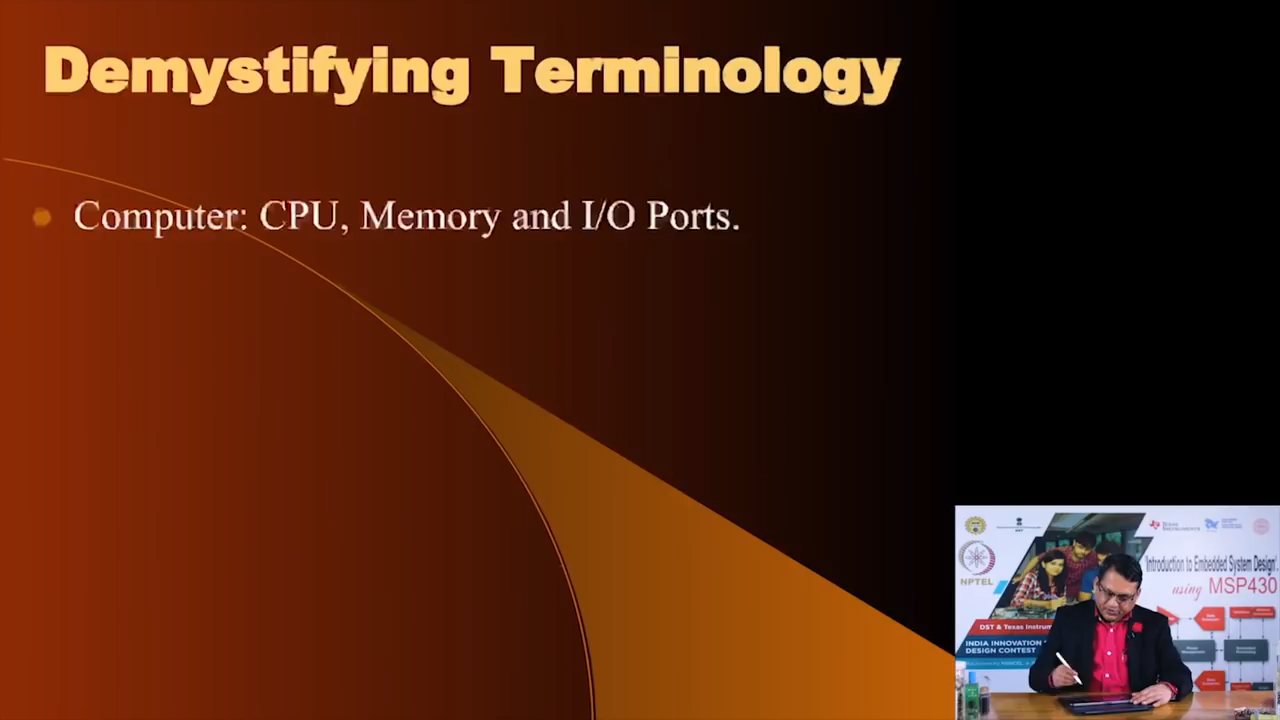 Demystifying Terminology
Computer: CPU, Memory and I/O Ports.
NPTEL
'Introduction to Embedded System Design'
using MSP430
DST & Texas Instrum
INDIA INNOVATION
DESIGN CONTEST